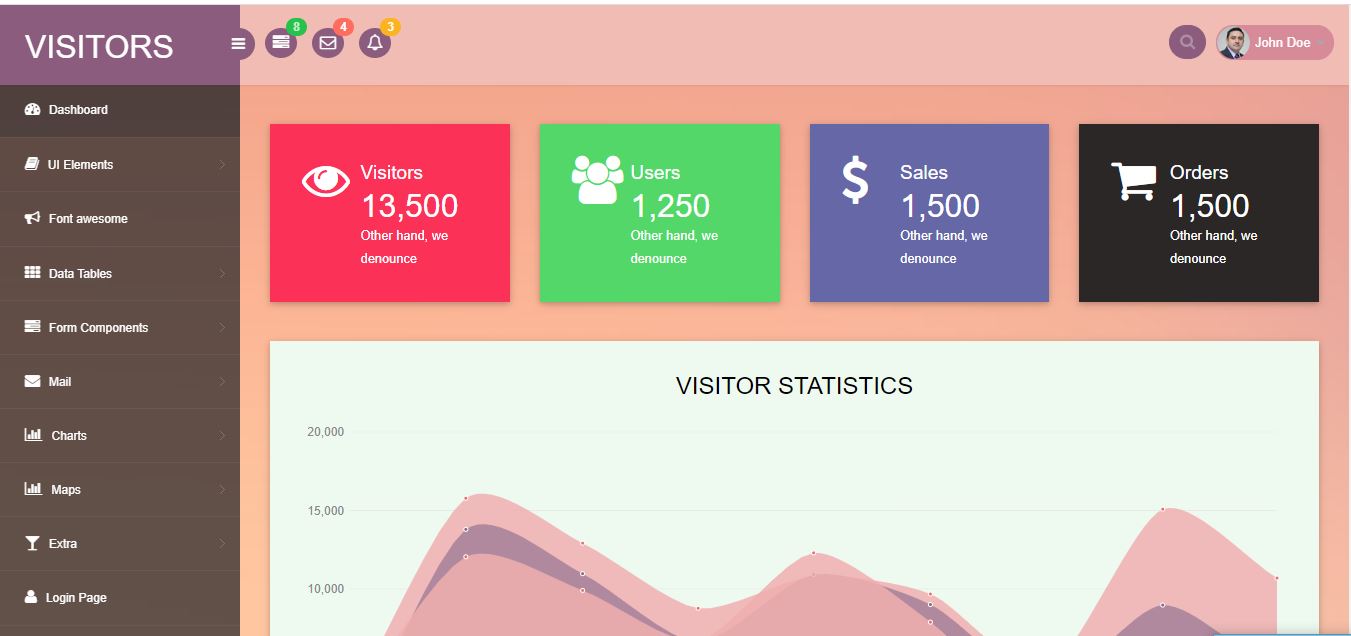 VISITORS
8
4
3
John Doe
Dashboard
UI Elements
Font awesome
Data Tables
Form Components
Mail
Charts
Maps
Extra
Login Page
Visitors
13,500
Other hand, we
denounce
Users
1,250
Other hand, we
denounce
Sales
1,500
Other hand, we
denounce
Orders
1,500
Other hand, we
denounce
VISITOR STATISTICS
20,000
15,000
10,000